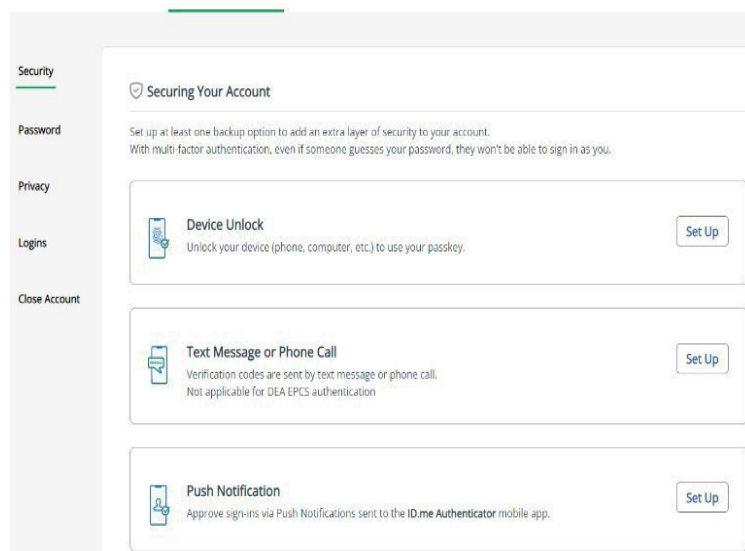 Security
Password
Privacy
Logins
Close Account
Securing Your Account
Set up at least one backup option to add an extra layer of security to your account.
With multi-factor authentication, even if someone guesses your password, they won't be able to sign in as you.
Device Unlock
Unlock your device (phone, computer, etc.) to use your passkey.
Set Up
Text Message or Phone Call
Verification codes are sent by text message or phone call.
Not applicable for DEA EPCS authentication
Set Up
Push Notification
Approve sign-ins via Push Notifications sent to the ID.me Authenticator mobile app.
Set Up